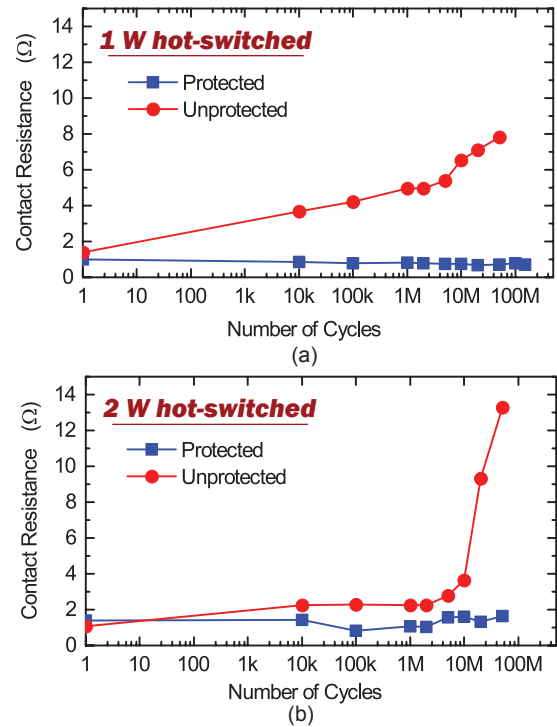 (a)
1 W hot-switched
Protected
Unprotected
Contact Resistance (Ω)
14
12
10
8
6
4
2
0
1 10 100 1k 10k 100k 1M 10M 100M
Number of Cycles
(a)
2 W hot-switched
Protected
Unprotected
Contact Resistance (Ω)
14
12
10
8
6
4
2
0
1 10 100 1k 10k 100k 1M 10M 100M
Number of Cycles
(b)